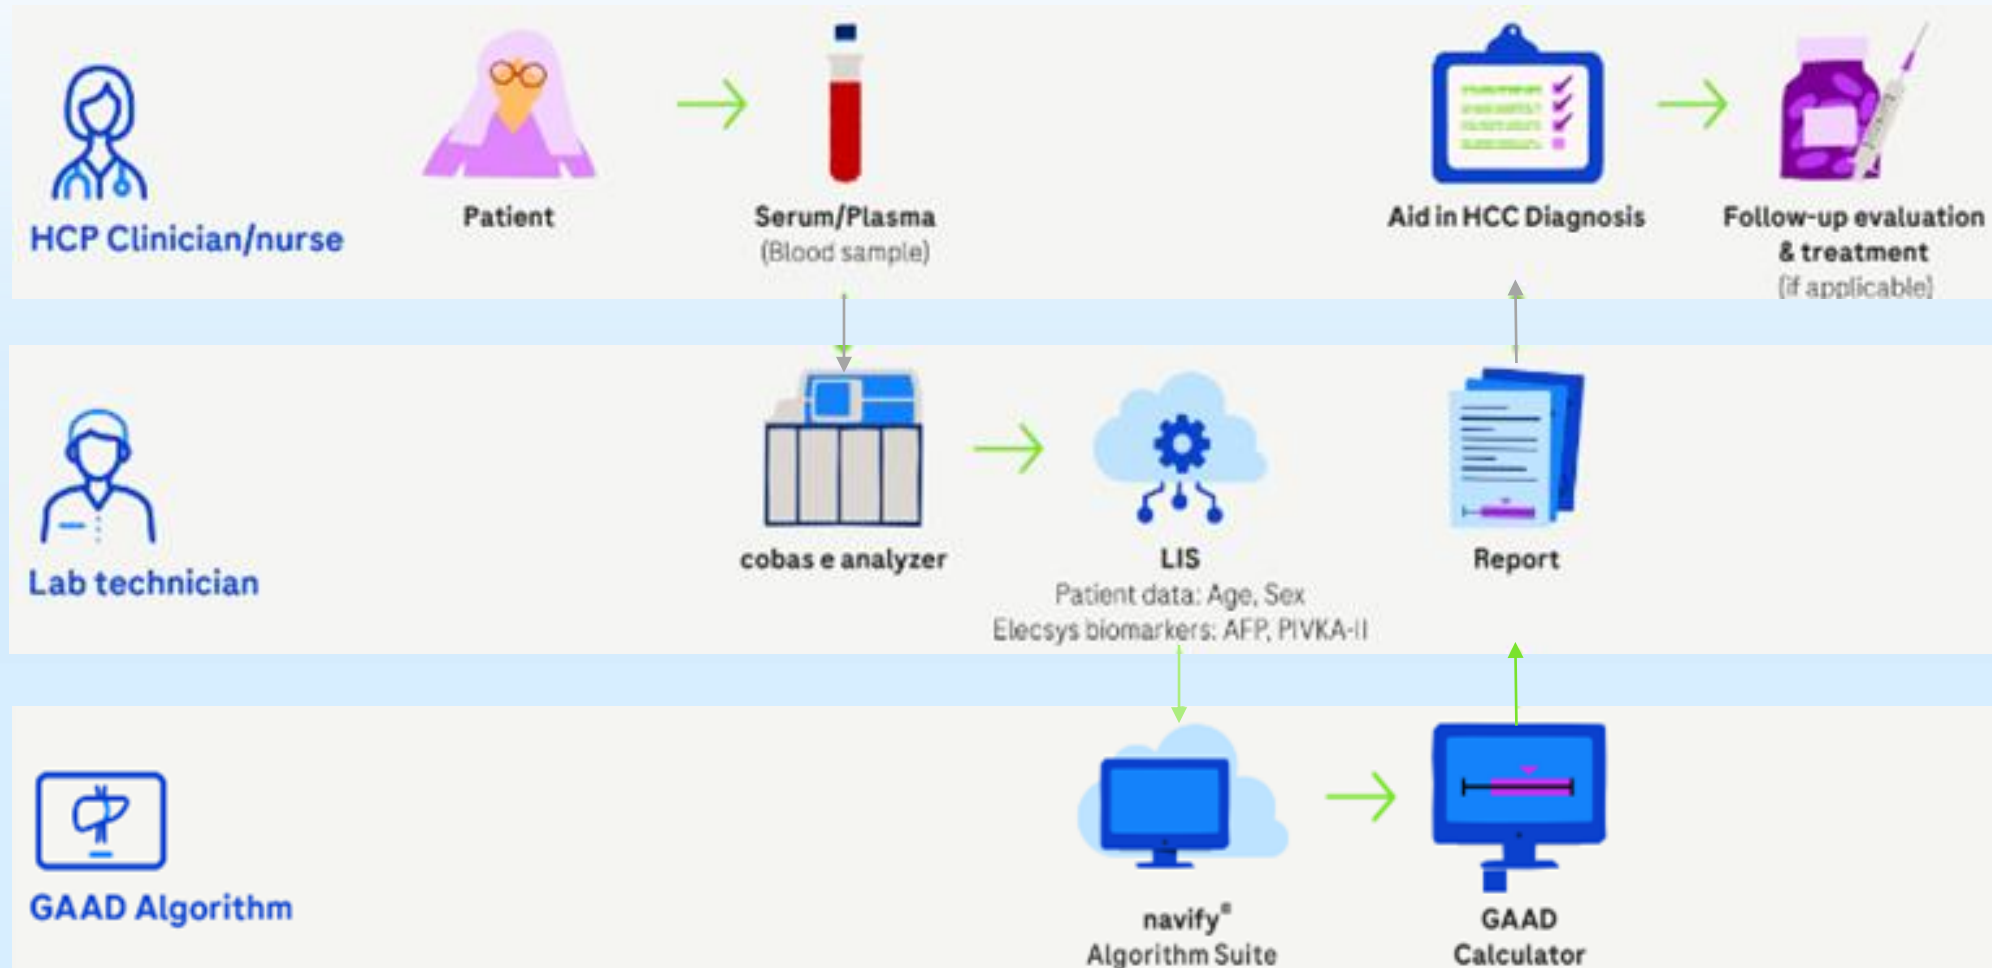 HCP Clinician/nurse
Patient
Serum/Plasma
(Blood sample)
Aid in HCC Diagnosis
Follow-up evaluation
& treatment
(if applicable)
Lab technician
cobas e analyzer
LIS
Patient data: Age, Sex
Elecsys biomarkers: AFP, PIVKA-II
Report
GAAD Algorithm
navify®
Algorithm Suite
GAAD
Calculator